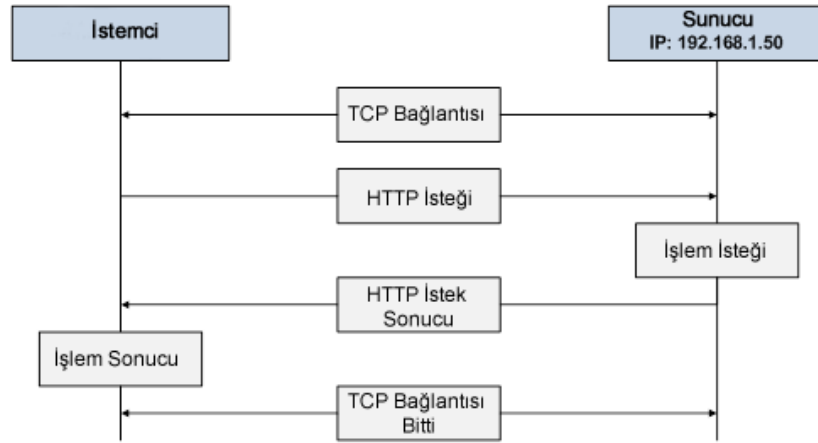 İstemci
Sunucu
IP: 192.168.1.50
TCP Bağlantısı
HTTP İsteği
İşlem İsteği
HTTP İstek
Sonucu
İşlem Sonucu
TCP Bağlantısı
Bitti